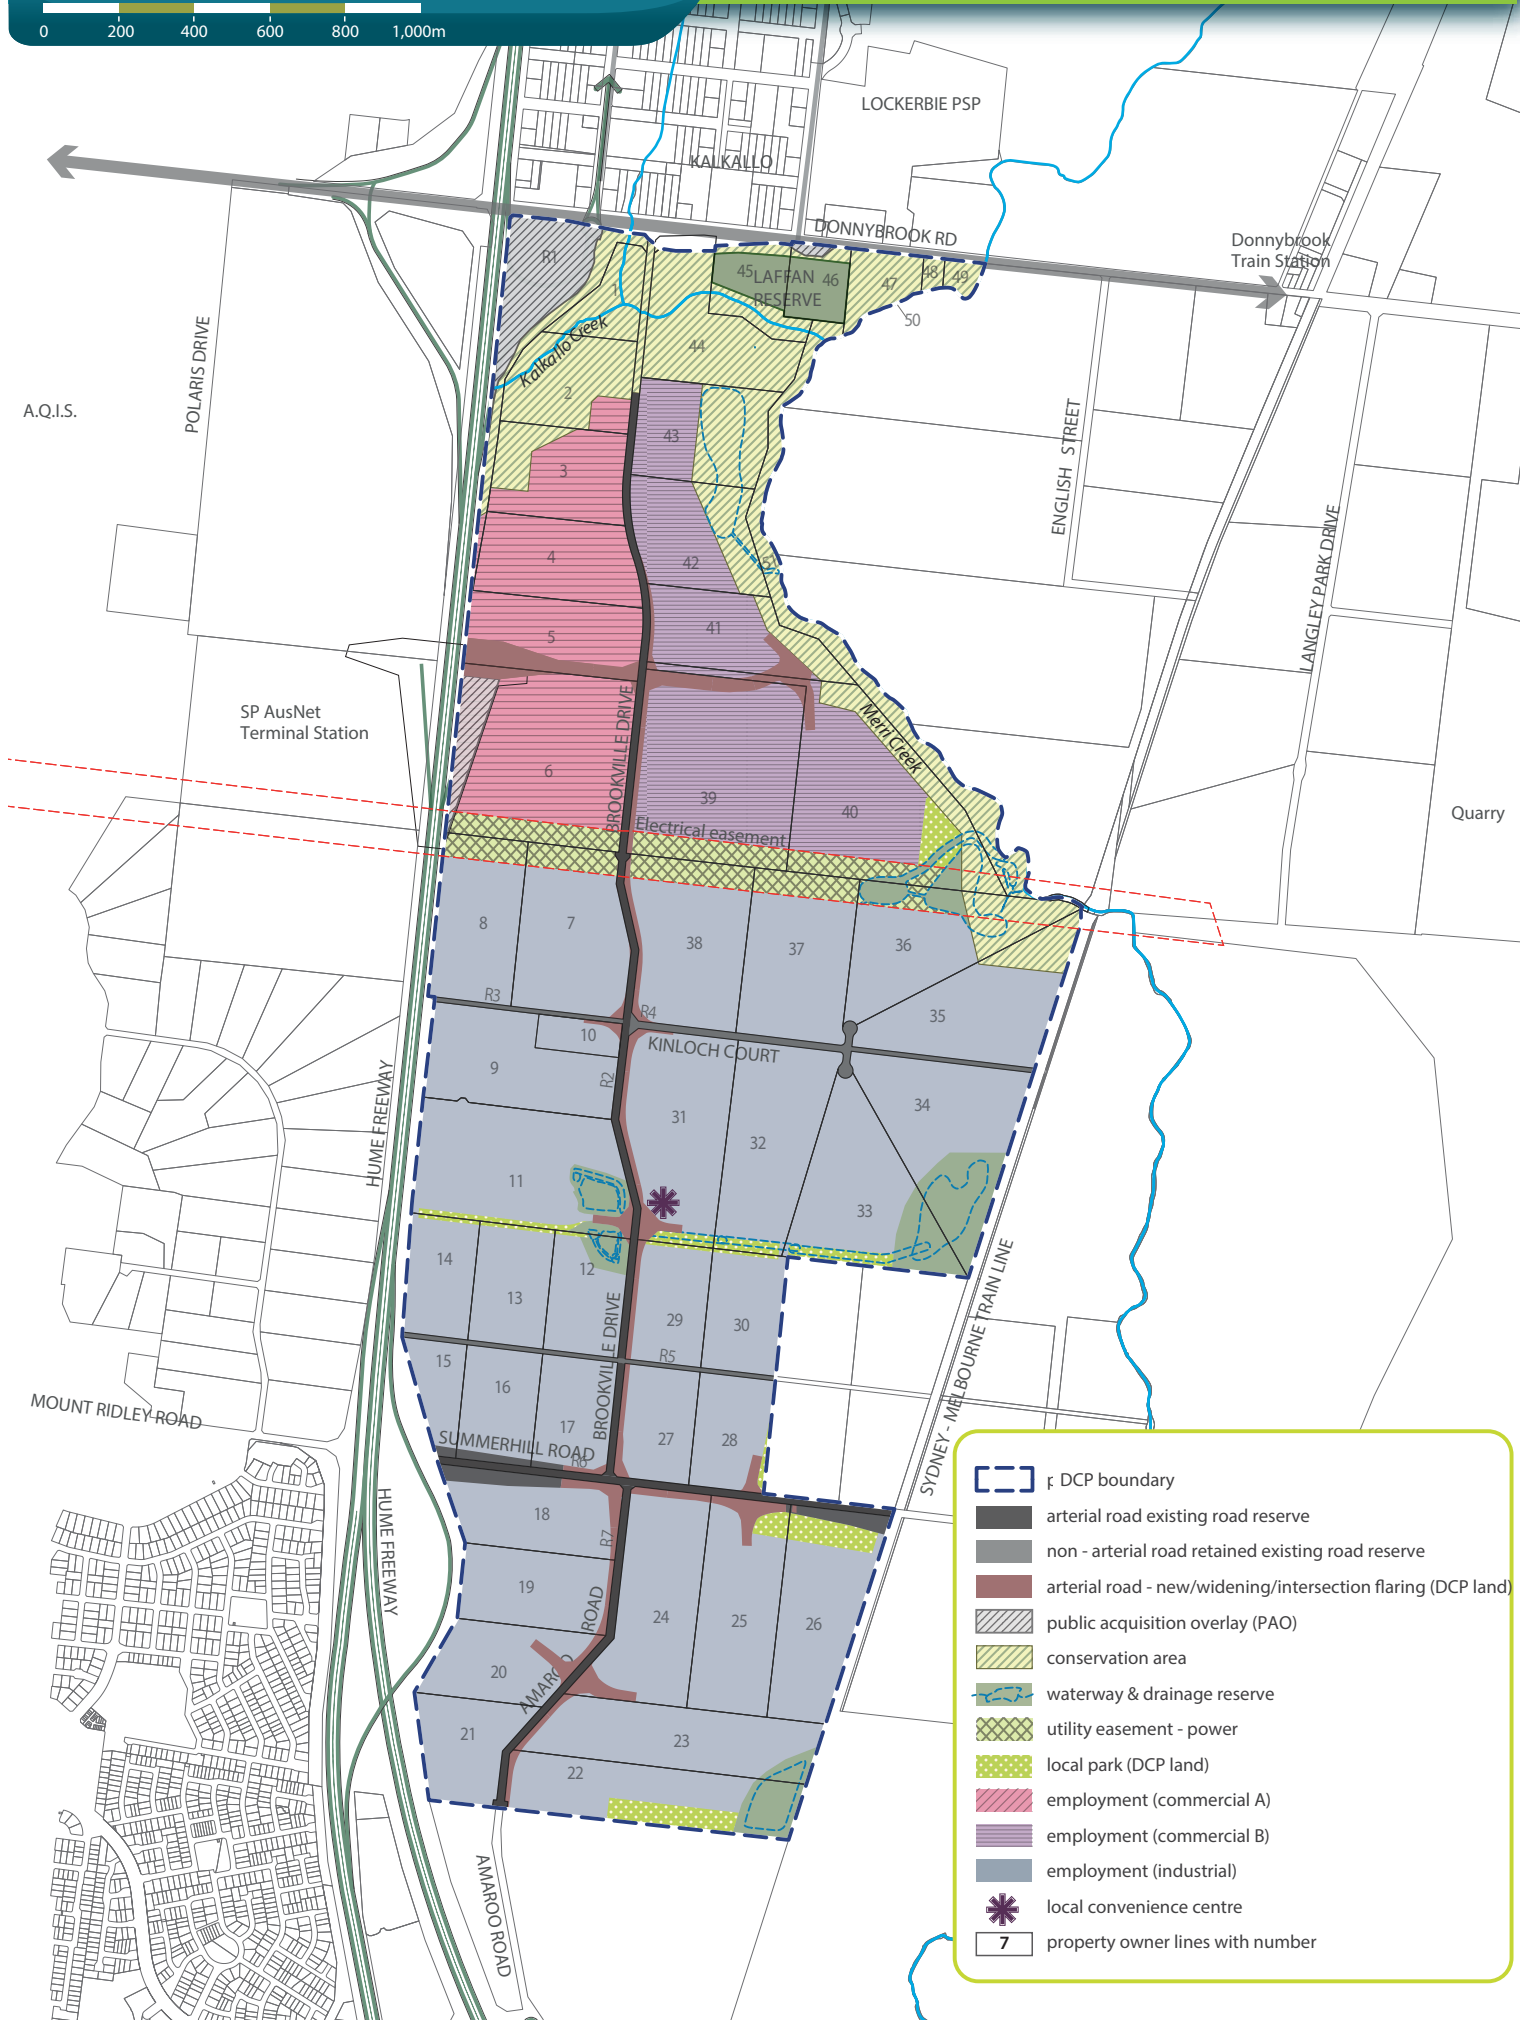 0 200 400 600 800 1,000m
LOCKERBIE PSP
KALKALLO
DONNYBROOK RD
Donnybrook
Train Station
R1
1
45
LAFFAN
RESERVE
46
47
48
49
50
Kalkallo Creek
44
POLARIS DRIVE
A.Q.I.S.
2
43
ENGLISH STREET
3
4
42
51
LANGLEY PARK DRIVE
5
41
SP AusNet
Terminal Station
BROOKVILLE DRIVE
Merri Creek
6
39
40
Quarry
Electrical easement
8
7
38
37
36
R3
R4
35
10
KINLOCH COURT
9
R2
HUME FREEWAY
31
32
34
11
33
14
12
13
29
30
BROOKVILLE DRIVE
SYDNEY - MELBOURNE TRAIN LINE
15
R5
16
MOUNT RIDLEY ROAD
17
27
28
SUMMERHILL ROAD
R6
HUME FREEWAY
18
R7
19
24
25
26
AMAROO ROAD
20
21
23
22
AMAROO ROAD
DCP boundary
arterial road existing road reserve
non - arterial road retained existing road reserve
arterial road - new/widening/intersection flaring (DCP land)
public acquisition overlay (PAO)
conservation area
waterway & drainage reserve
utility easement - power
local park (DCP land)
employment (commercial A)
employment (commercial B)
employment (industrial)
local convenience centre
7 property owner lines with number